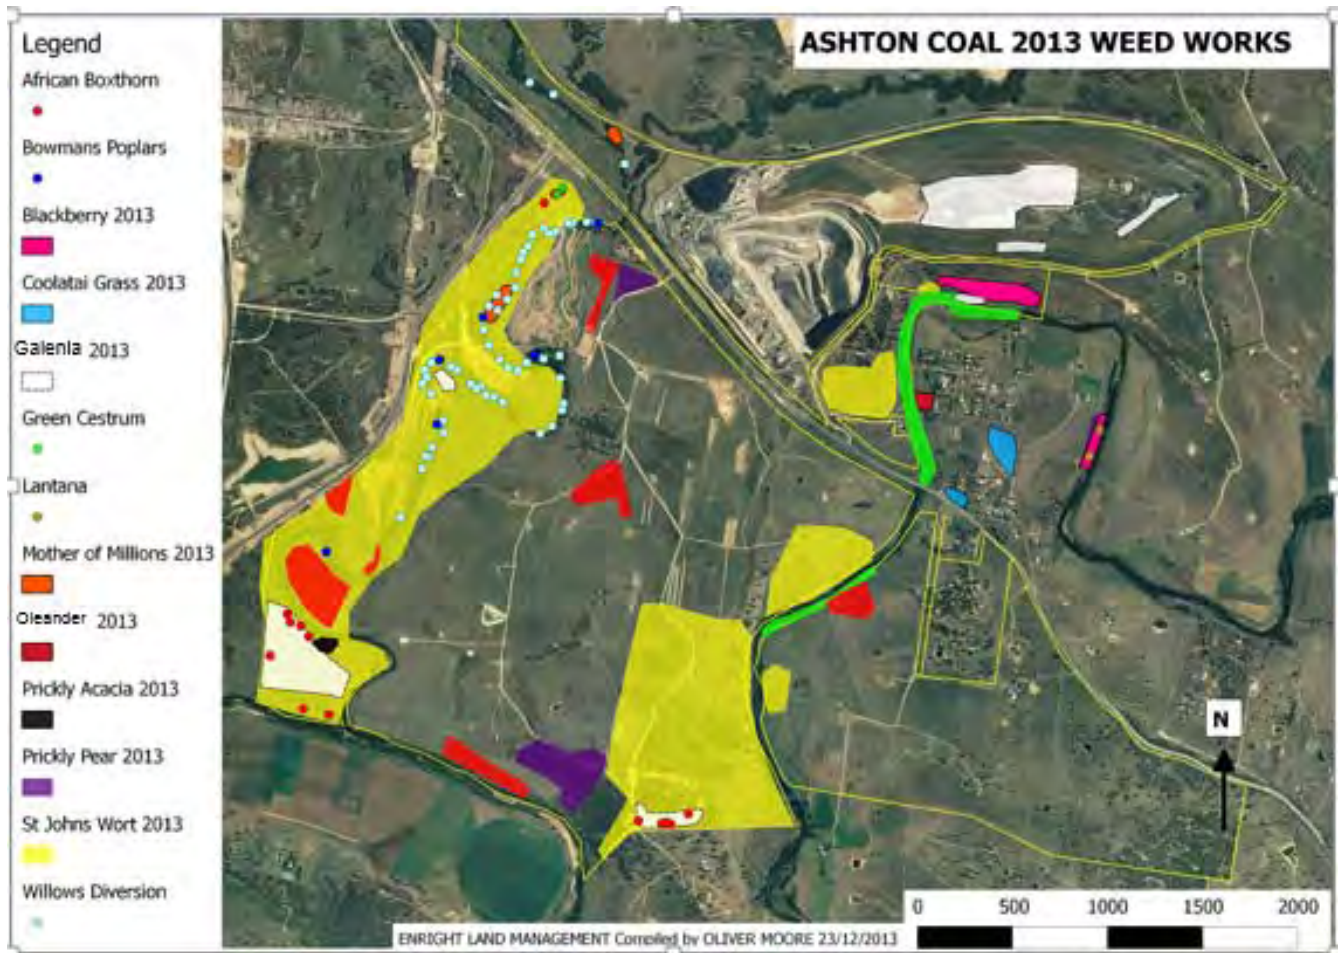 ASHTON COAL 2013 WEED WORKS
Legend
African Boxthorn
Bowmans Poplars
Blackberry 2013
Coolatai Grass 2013
Galenia 2013
Green Cestrum
Lantana
Mother of Millions 2013
Oleander 2013
Prickly Acacia 2013
Prickly Pear 2013
St Johns Wort 2013
Willows Diversion
N
0 500 1000 1500 2000
ENRIGHT LAND MANAGEMENT Compiled by OLIVER MOORE 23/12/2013